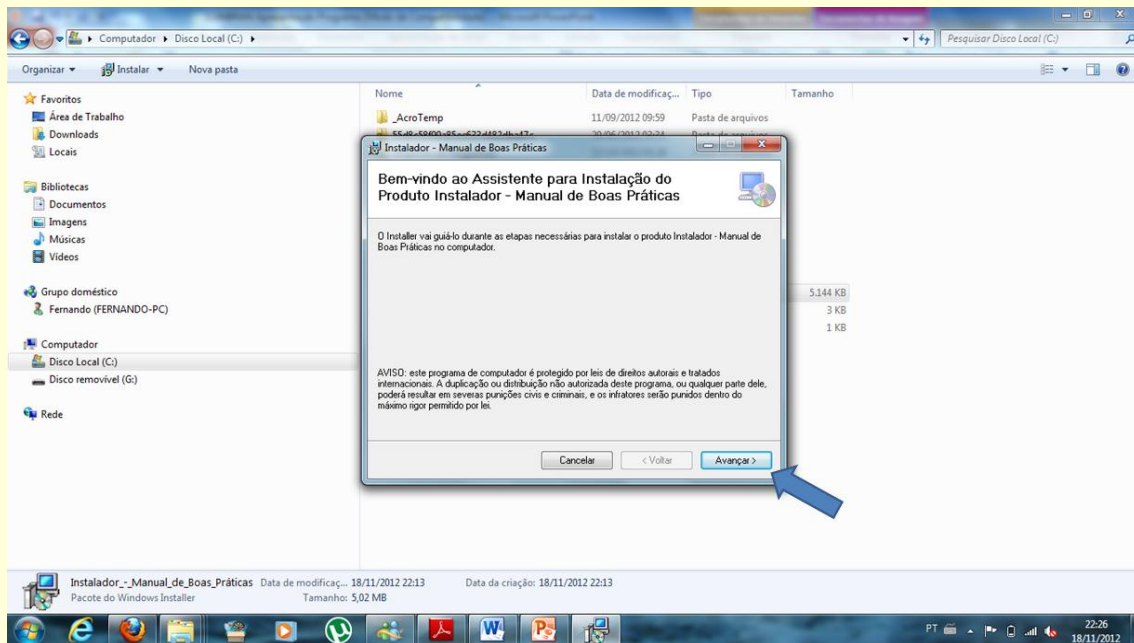 Computador ▸ Disco Local (C:) ▸
Pesquisar Disco Local (C:)
Organizar ▾ Instalar ▾ Nova pasta
Favoritos
Área de Trabalho
Downloads
Locais
Bibliotecas
Documentos
Imagens
Músicas
Vídeos
Grupo doméstico
Fernando (FERNANDO-PC)
Computador
Disco Local (C:)
Disco removível (G:)
Rede
Nome Data de modificaç... Tipo Tamanho
_AcroTemp 11/09/2012 09:59 Pasta de arquivos
5.144 KB
3 KB
1 KB
Instalador - Manual de Boas Práticas
Bem-vindo ao Assistente para Instalação do
Produto Instalador - Manual de Boas Práticas
O Installer vai guiá-lo durante as etapas necessárias para instalar o produto Instalador - Manual de
Boas Práticas no computador.
AVISO: este programa de computador é protegido por leis de direitos autorais e tratados
internacionais. A duplicação ou distribuição não autorizada deste programa, ou qualquer parte dele,
poderá resultar em severas punições civis e criminais, e os infratores serão punidos dentro do
máximo rigor permitido por lei.
Cancelar < Voltar Avançar >
Instalador_-_Manual_de_Boas_Práticas Data de modificaç... 18/11/2012 22:13 Data da criação: 18/11/2012 22:13
Pacote do Windows Installer Tamanho: 5,02 MB
PT 22:26
18/11/2012